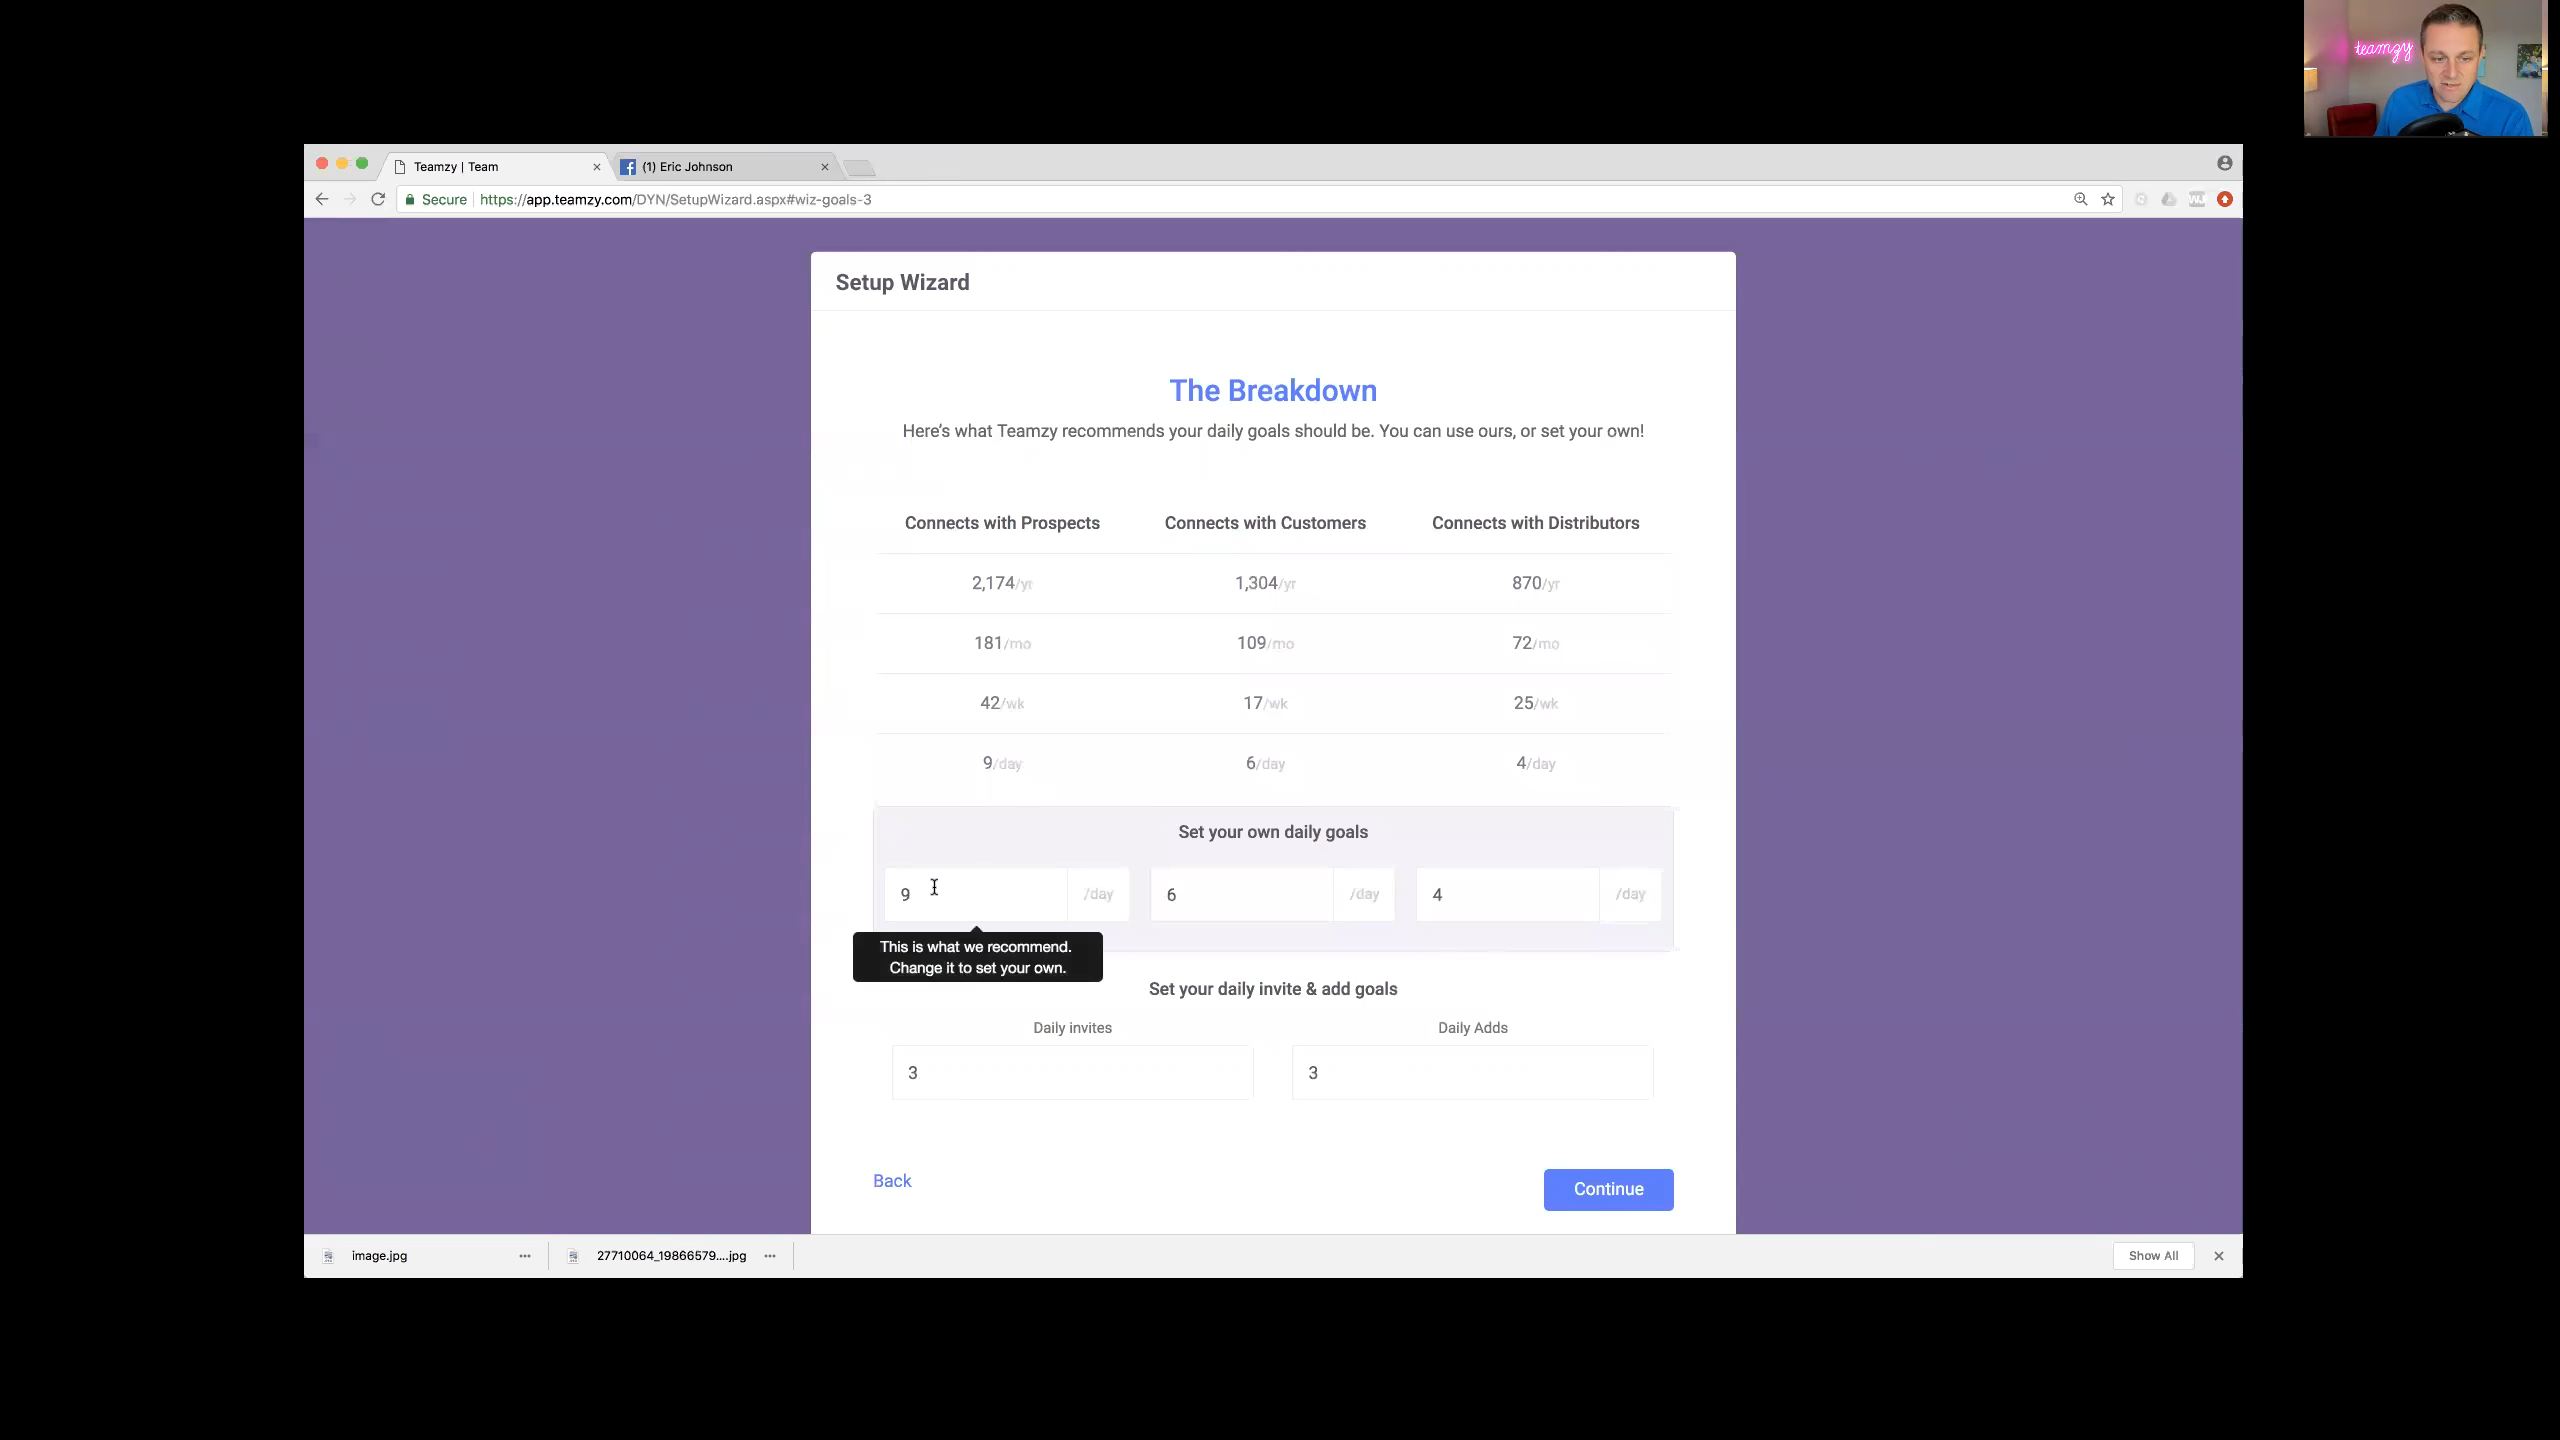 teamzy
Teamzy | Team
(1) Eric Johnson
Secure
https://app.teamzy.com/DYN/SetupWizard.aspx#wiz-goals-3
Setup Wizard
The Breakdown
Here's what Teamzy recommends your daily goals should be. You can use ours, or set your own!
Connects with Prospects Connects with Customers Connects with Distributors
2,174/yr 1,304/yr 870/yr
181/mo 109/mo 72/mo
42/wk 17/wk 25/wk
9/day 6/day 4/day
Set your own daily goals
9 /day 6 /day 4 /day
This is what we recommend.
Change it to set your own.
Set your daily invite & add goals
Daily invites Daily Adds
3 3
Back Continue
image.jpg 27710064_19866579....jpg Show All